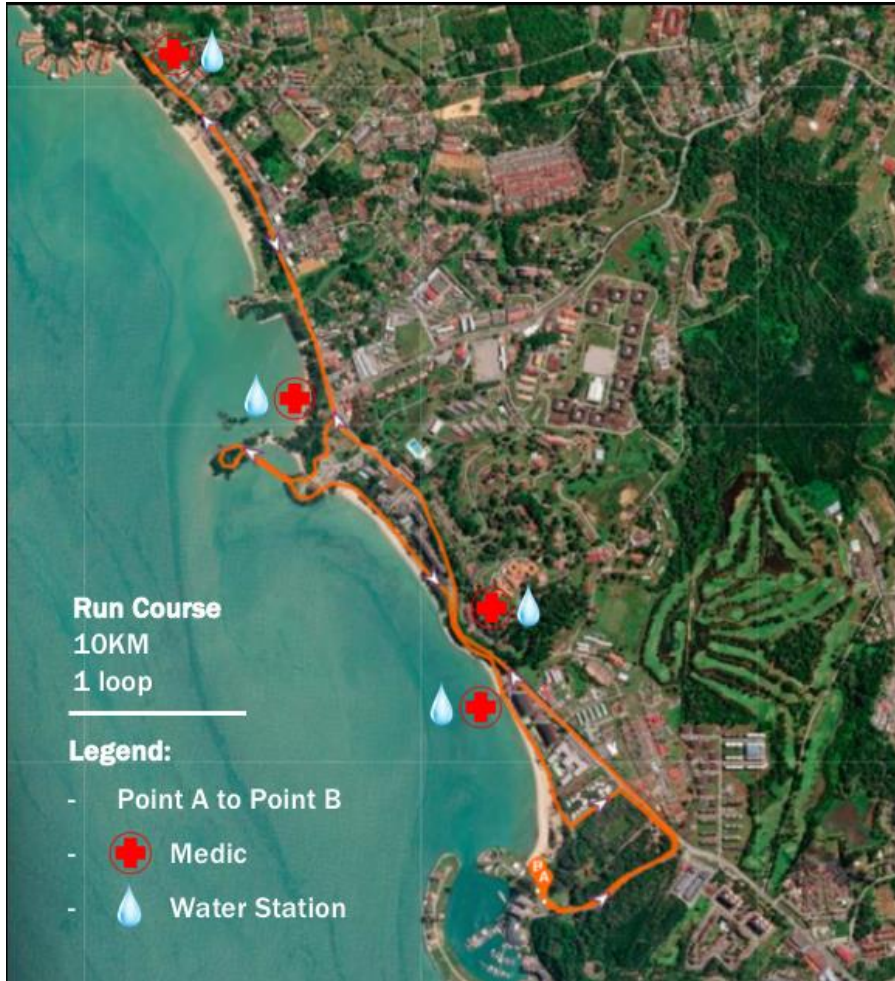 Run Course
10KM
1 loop
Legend:
- Point A to Point B
- Medic
- Water Station
B
A